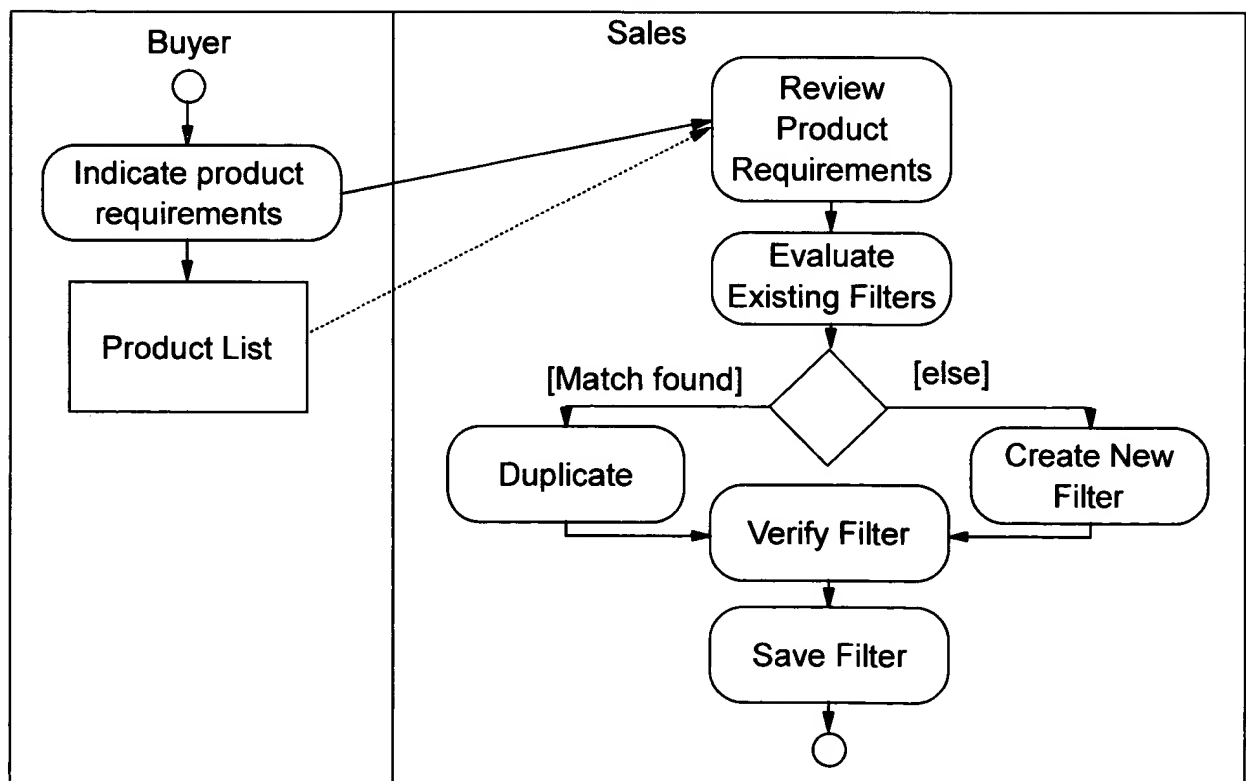 Buyer
Indicate product
requirements
Product List
Sales
Review
Product
Requirements
Evaluate
Existing Filters
[Match found]
[else]
Duplicate
Create New
Filter
Verify Filter
Save Filter